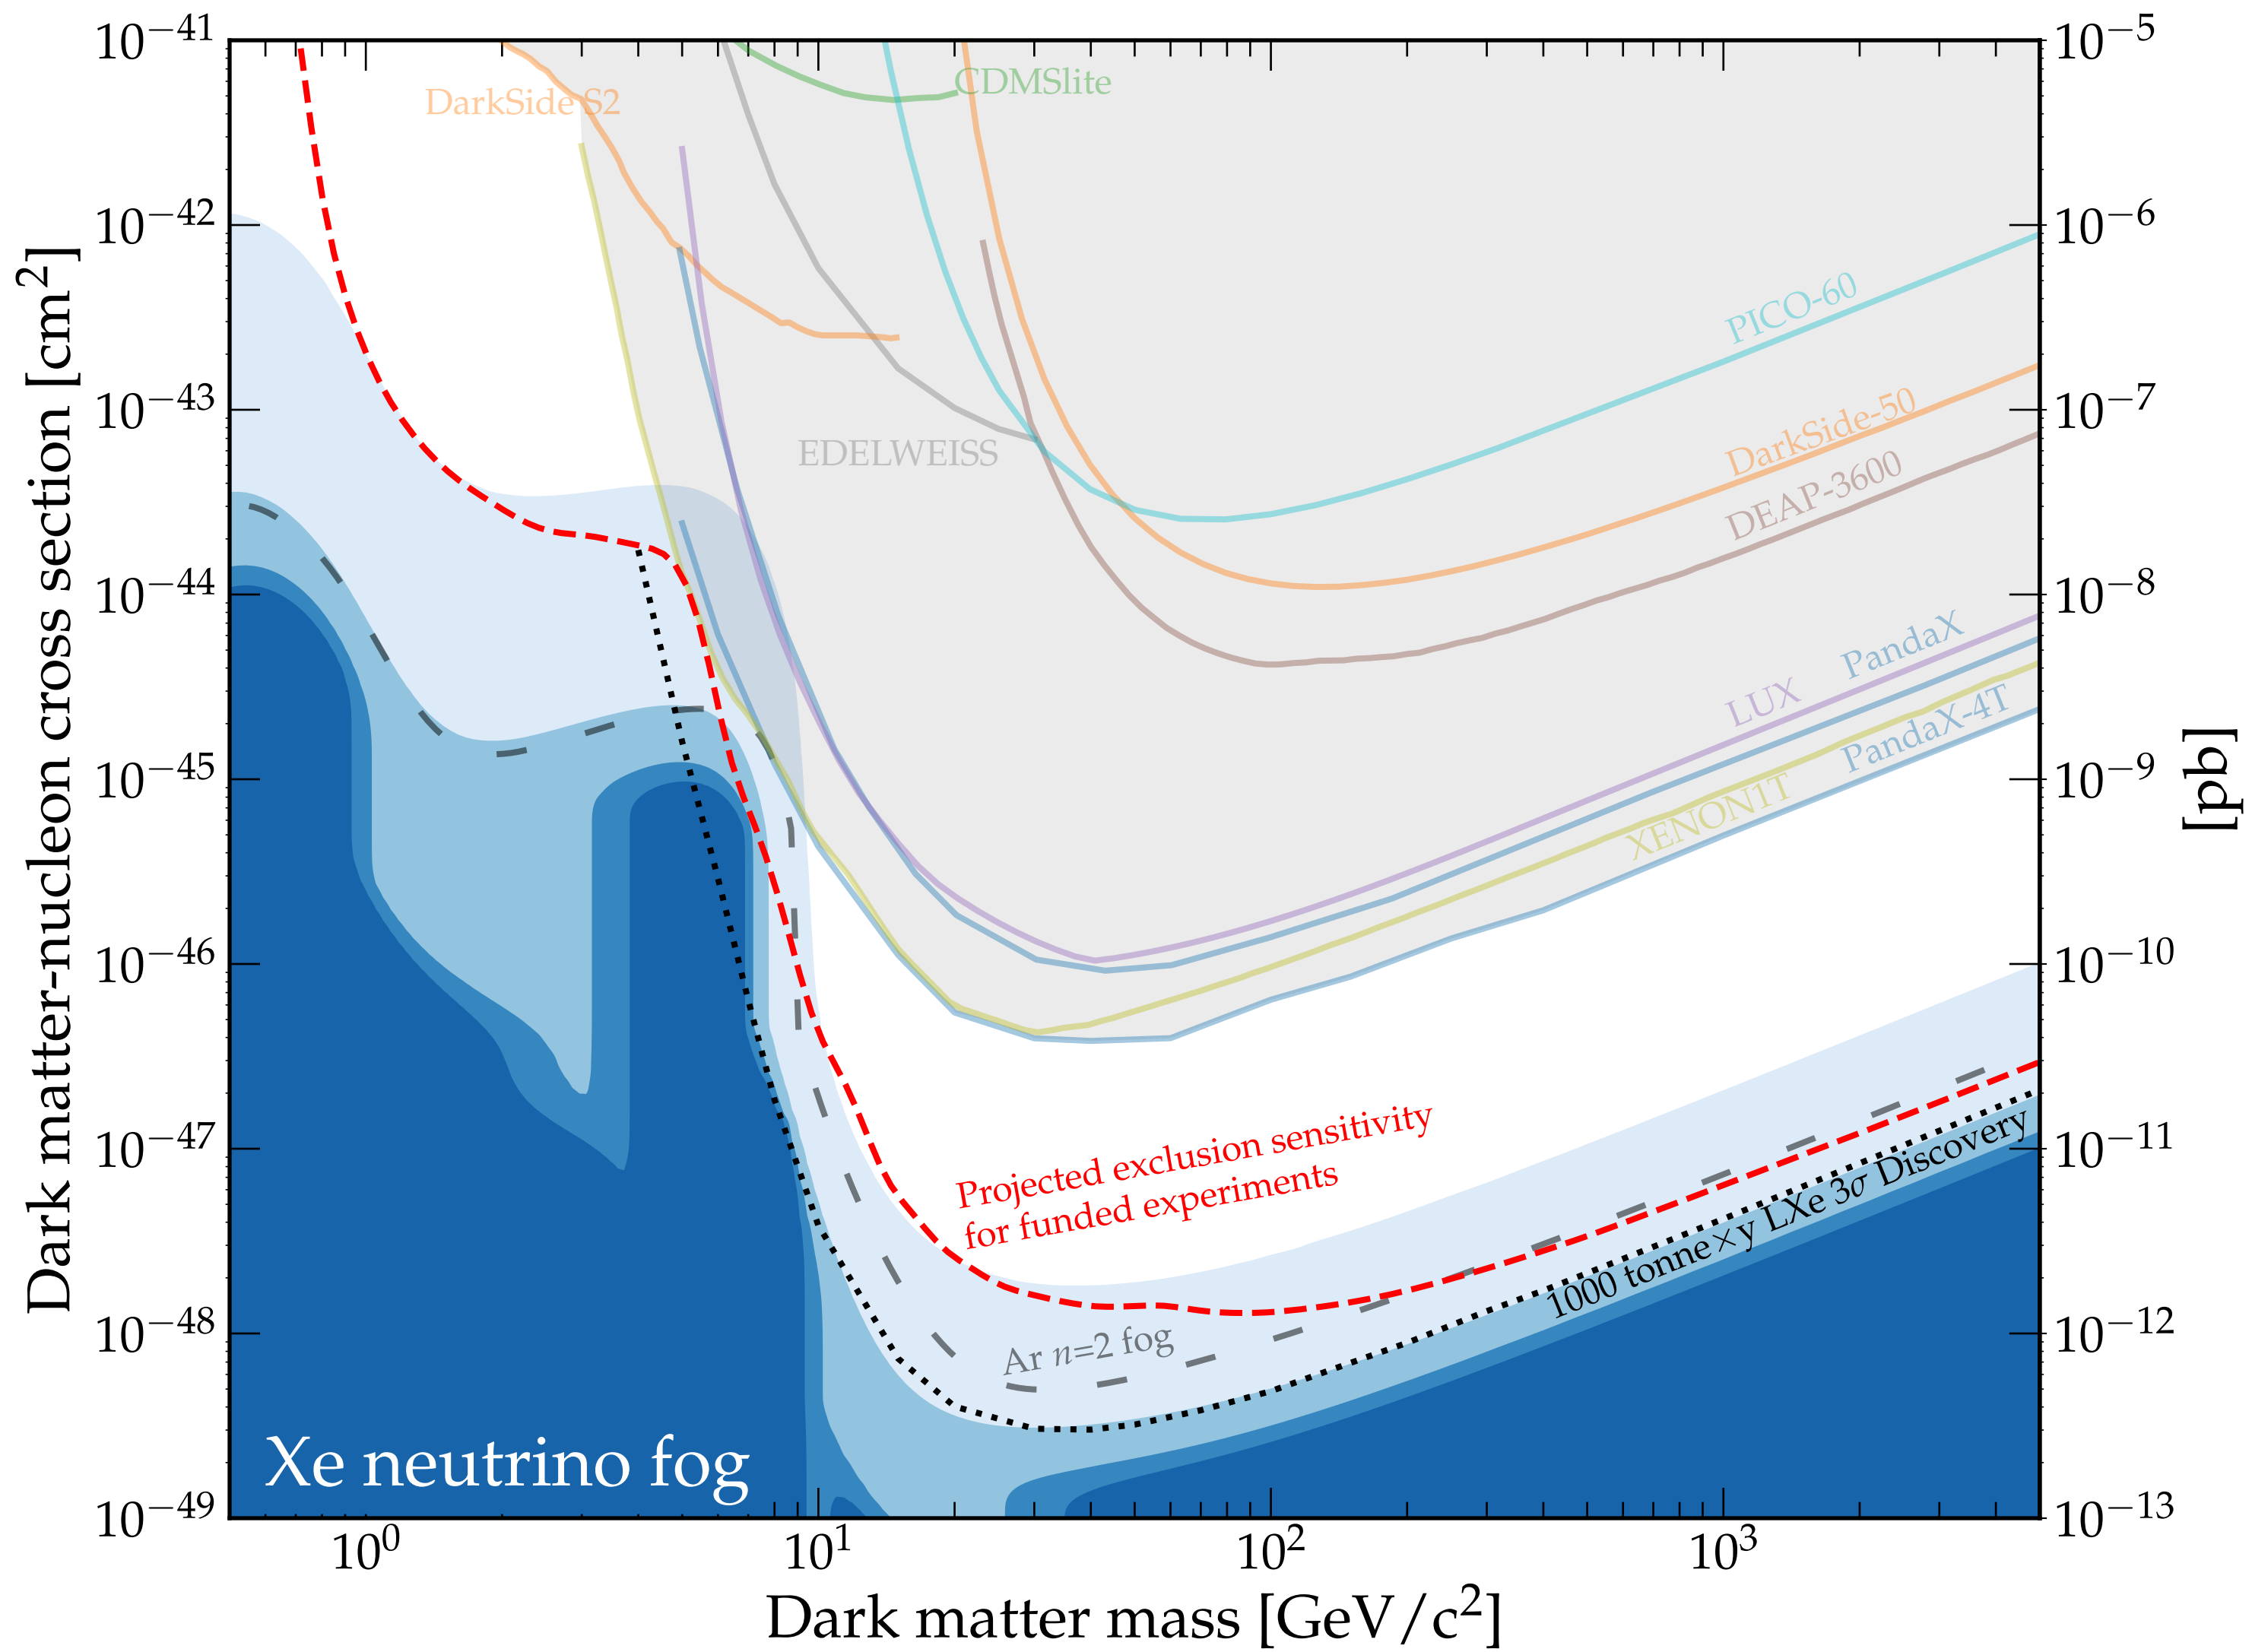 10−41
10−42
10−43
10−44
10−45
10−46
10−47
10−48
10−49
Dark matter-nucleon cross section [cm2]
DarkSide S2
CDMSlite
EDELWEISS
PICO-60
DarkSide-50
DEAP-3600
PandaX
LUX
PandaX-4T
XENON1T
Projected exclusion sensitivity
for funded experiments
Ar n=2 fog
1000 tonne×y LXe 3σ Discovery
Xe neutrino fog
10−5
10−6
10−7
10−8
10−9
10−10
10−11
10−12
10−13
[pb]
100
101
102
103
Dark matter mass [GeV/c2]